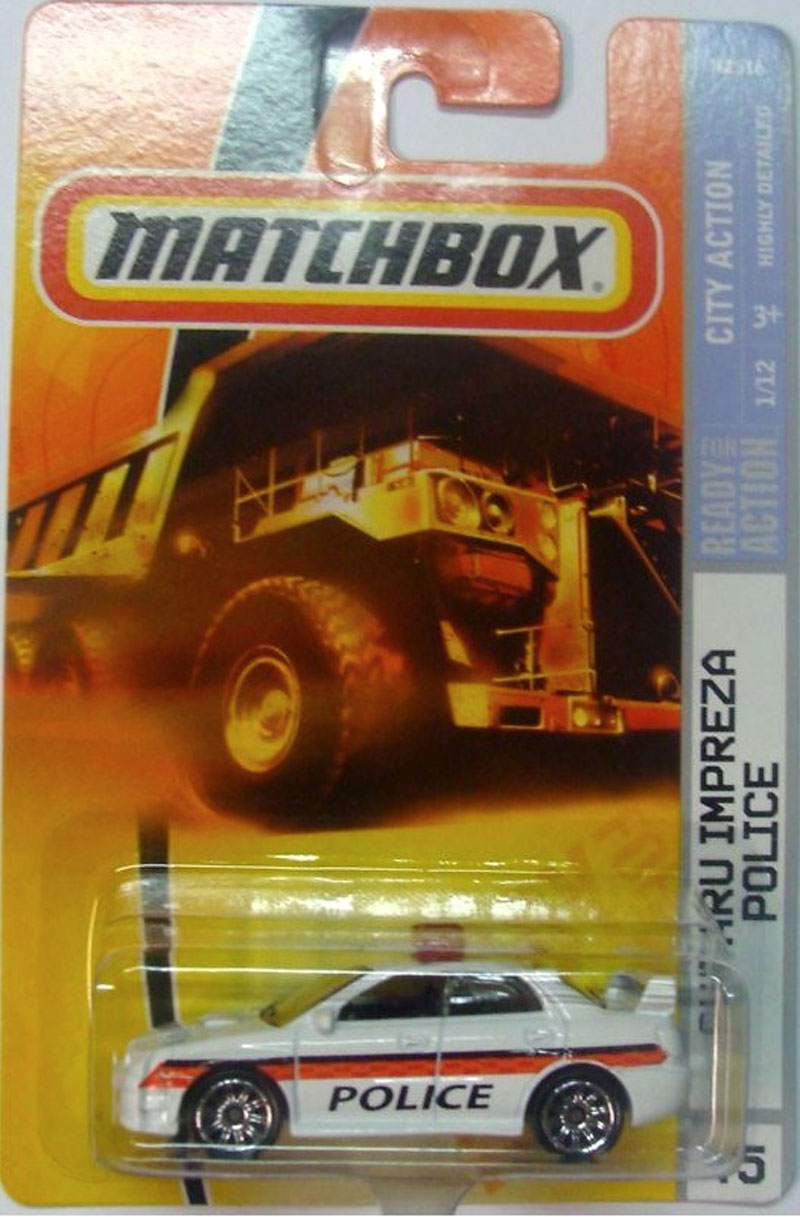 MATCHBOX
CITY ACTION
HIGHLY DETAILED
1/12
READY FOR
ACTION
IMPREZA
POLICE
POLICE